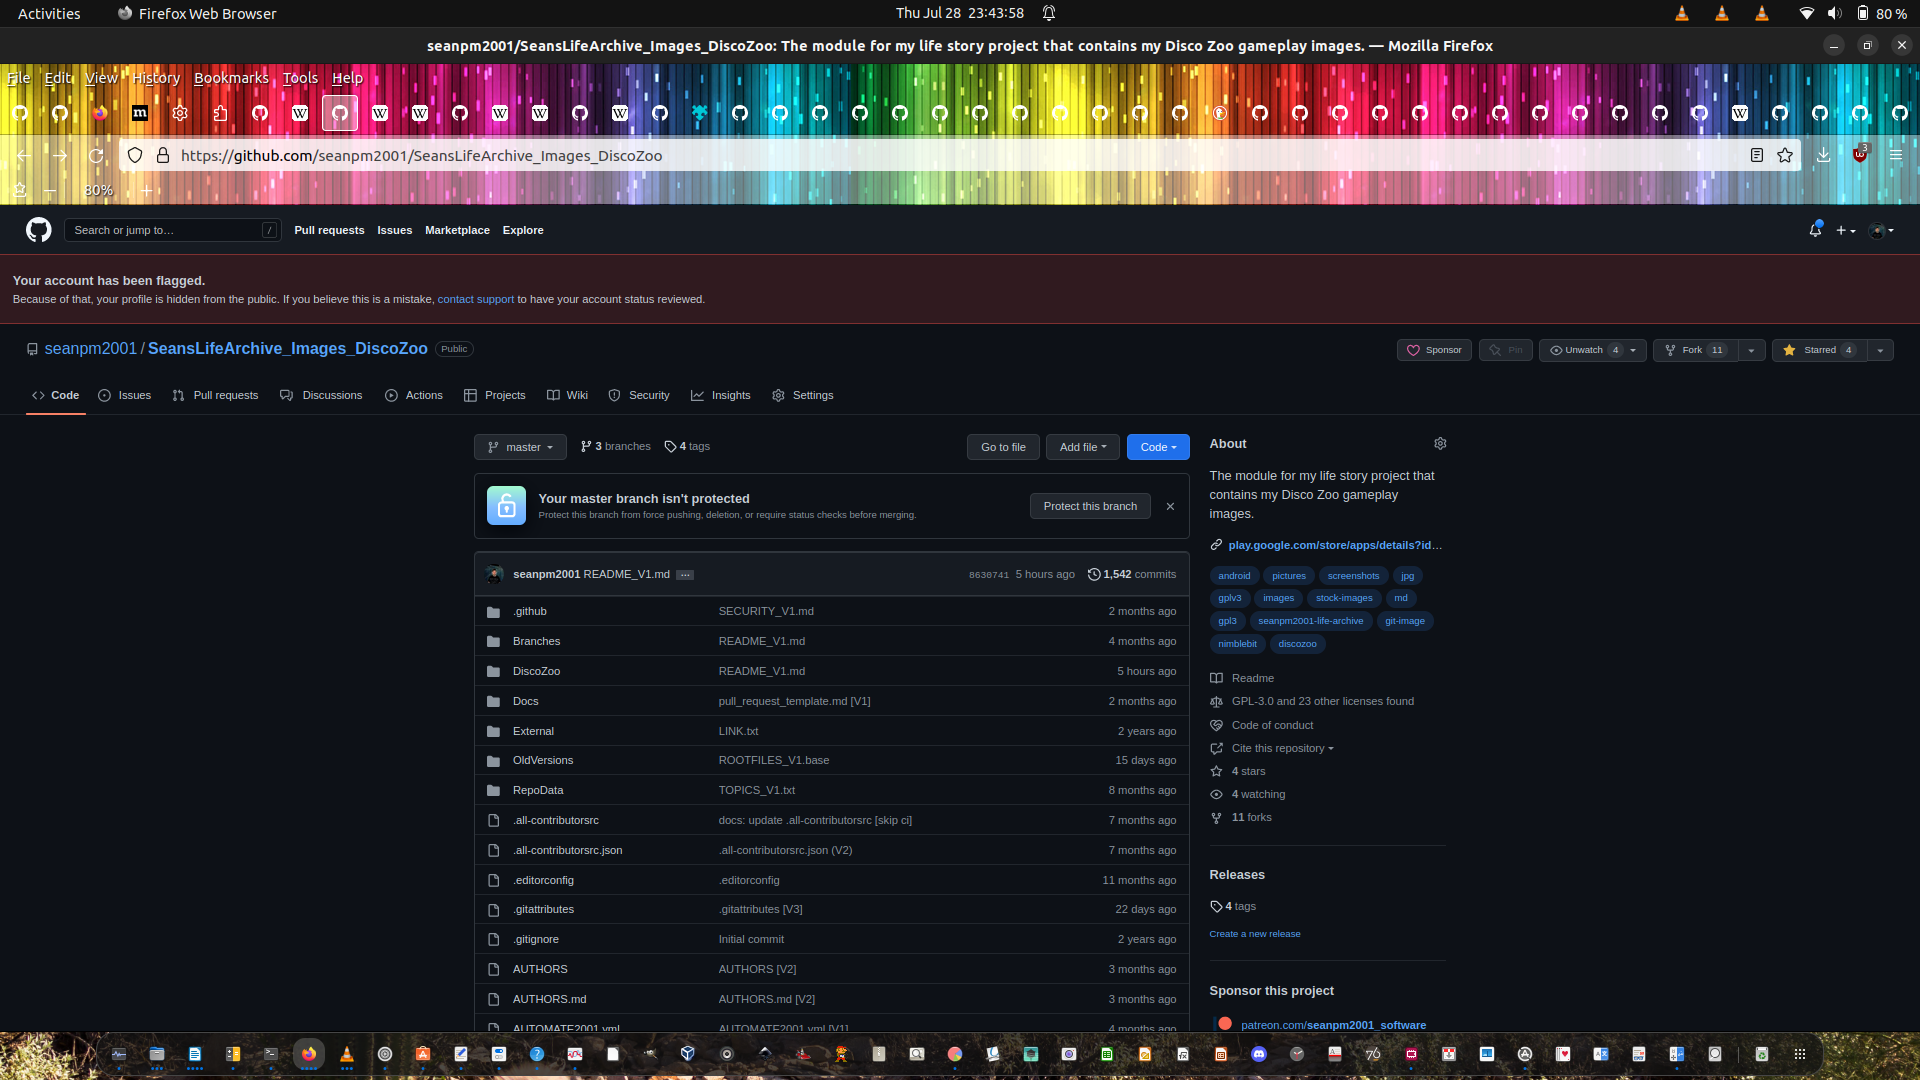 Activities Firefox Web Browser Thu Jul 28 23:43:58 80 %
seanpm2001/SeansLifeArchive_Images_DiscoZoo: The module for my life story project that contains my Disco Zoo gameplay images. — Mozilla Firefox
File Edit View History Bookmarks Tools Help
https://github.com/seanpm2001/SeansLifeArchive_Images_DiscoZoo 3
80%
Search or jump to… / Pull requests Issues Marketplace Explore
Your account has been flagged.
Because of that, your profile is hidden from the public. If you believe this is a mistake, contact support to have your account status reviewed.
seanpm2001 / SeansLifeArchive_Images_DiscoZoo Public Sponsor Pin Unwatch 4 Fork 11 Starred 4
Code Issues Pull requests Discussions Actions Projects Wiki Security Insights Settings
master 3 branches 4 tags Go to file Add file Code
Your master branch isn't protected
Protect this branch from force pushing, deletion, or require status checks before merging.
Protect this branch
seanpm2001 README_V1.md … 8630741 5 hours ago 1,542 commits
.github SECURITY_V1.md 2 months ago
Branches README_V1.md 4 months ago
DiscoZoo README_V1.md 5 hours ago
Docs pull_request_template.md [V1] 2 months ago
External LINK.txt 2 years ago
OldVersions ROOTFILES_V1.base 15 days ago
RepoData TOPICS_V1.txt 8 months ago
.all-contributorsrc docs: update .all-contributorsrc [skip ci] 7 months ago
.all-contributorsrc.json .all-contributorsrc.json (V2) 7 months ago
.editorconfig .editorconfig 11 months ago
.gitattributes .gitattributes [V3] 22 days ago
.gitignore Initial commit 2 years ago
AUTHORS AUTHORS [V2] 3 months ago
AUTHORS.md AUTHORS.md [V2] 3 months ago
AUTOMATE2001.yml AUTOMATE2001.yml [V1] 4 months ago
About
The module for my life story project that
contains my Disco Zoo gameplay
images.
play.google.com/store/apps/details?id…
android pictures screenshots jpg
gplv3 images stock-images md
gpl3 seanpm2001-life-archive git-image
nimblebit discozoo
Readme
GPL-3.0 and 23 other licenses found
Code of conduct
Cite this repository
4 stars
4 watching
11 forks
Releases
4 tags
Create a new release
Sponsor this project
patreon.com/seanpm2001_software